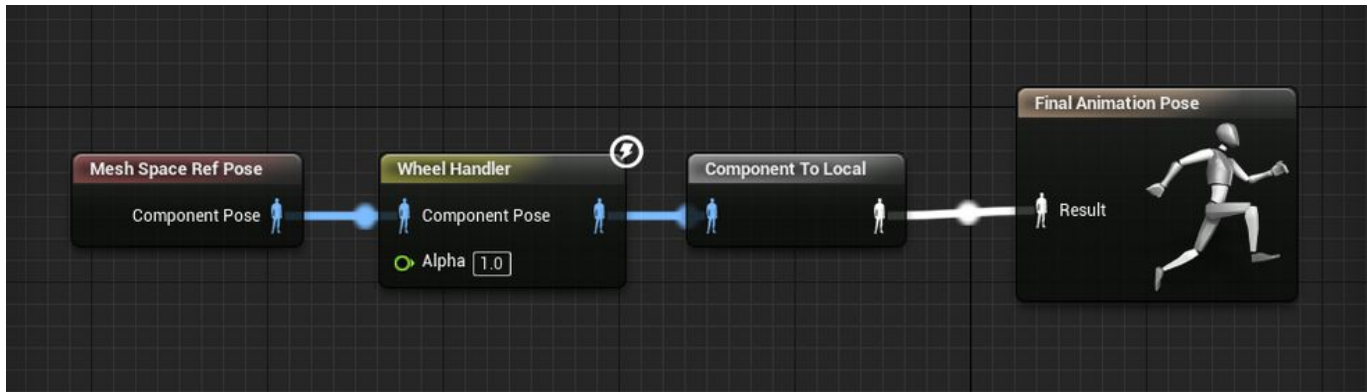 Mesh Space Ref Pose
Component Pose
Wheel Handler
Component Pose
Alpha 1.0
Component To Local
Final Animation Pose
Result